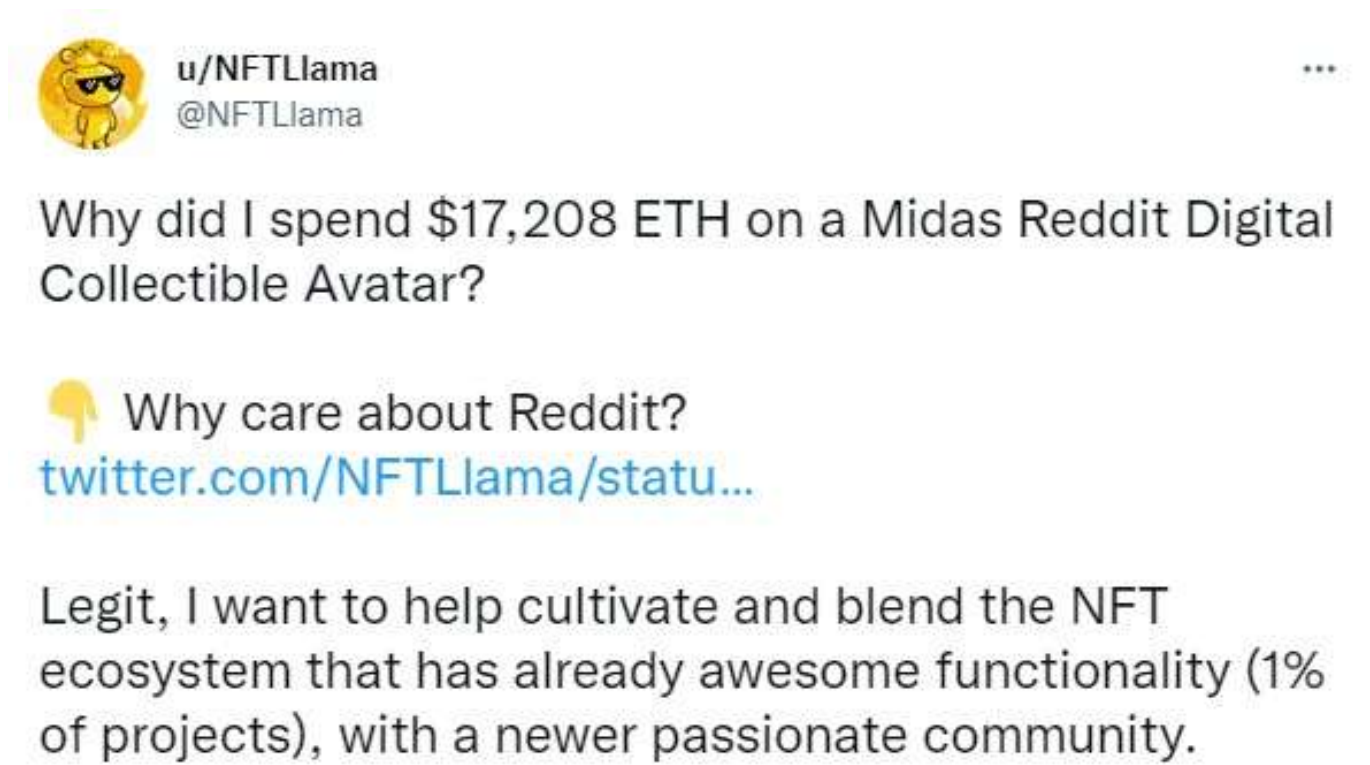 u/NFTLlama
@NFTLlama
Why did I spend $17,208 ETH on a Midas Reddit Digital
Collectible Avatar?
👇 Why care about Reddit?
twitter.com/NFTLlama/statu...
Legit, I want to help cultivate and blend the NFT
ecosystem that has already awesome functionality (1%
of projects), with a newer passionate community.